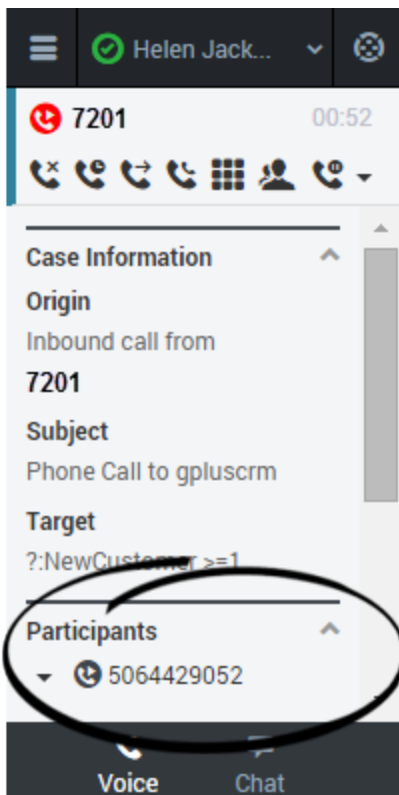 Helen Jack...
7201 00:52
Case Information
Origin
Inbound call from
7201
Subject
Phone Call to gpluscrm
Target
?:NewCustomer >=1
Participants
5064429052
Voice Chat